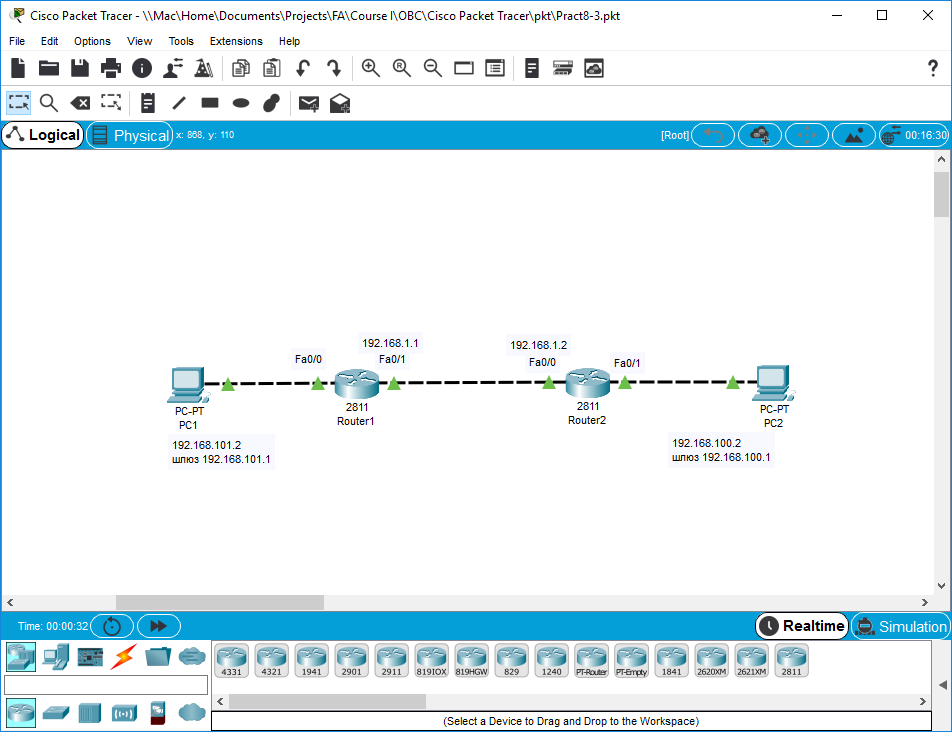 Cisco Packet Tracer - \\Mac\Home\Documents\Projects\FA\Course I\OBC\Cisco Packet Tracer\pkt\Pract8-3.pkt
File Edit Options View Tools Extensions Help
Logical Physical x: 868, y: 110 [Root] 00:16:30
192.168.1.1 192.168.1.2
Fa0/0 Fa0/1 Fa0/0 Fa0/1
PC-PT 2811 2811 PC-PT
PC1 Router1 Router2 PC2
192.168.101.2 192.168.100.2
шлюз 192.168.101.1 шлюз 192.168.100.1
Time: 00:00:32 Realtime Simulation
4331 4321 1941 2901 2911 819IOX 819HGW 829 1240 PT-Router PT-Empty 1841 2620XM 2621XM 2811
(Select a Device to Drag and Drop to the Workspace)